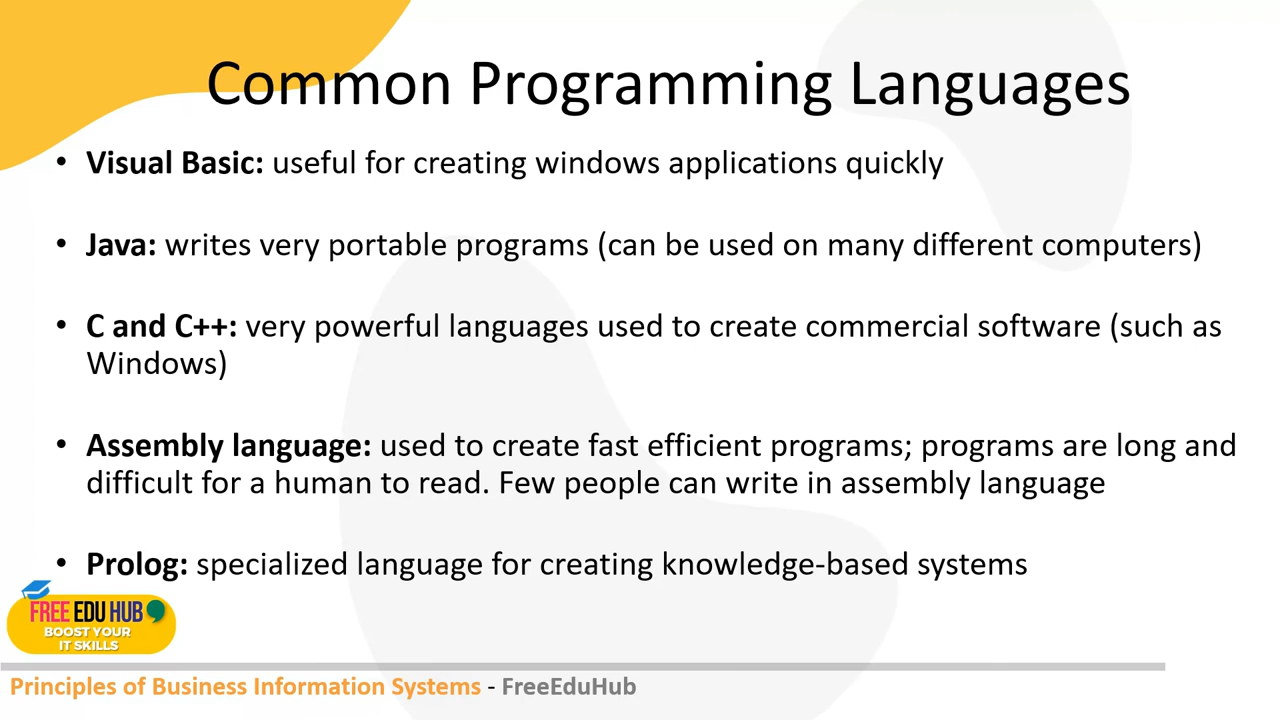 Common Programming Languages
• Visual Basic: useful for creating windows applications quickly
• Java: writes very portable programs (can be used on many different computers)
• C and C++: very powerful languages used to create commercial software (such as
Windows)
• Assembly language: used to create fast efficient programs; programs are long and
difficult for a human to read. Few people can write in assembly language
• Prolog: specialized language for creating knowledge-based systems
FREE EDU HUB
BOOST YOUR
IT SKILLS
Principles of Business Information Systems - FreeEduHub